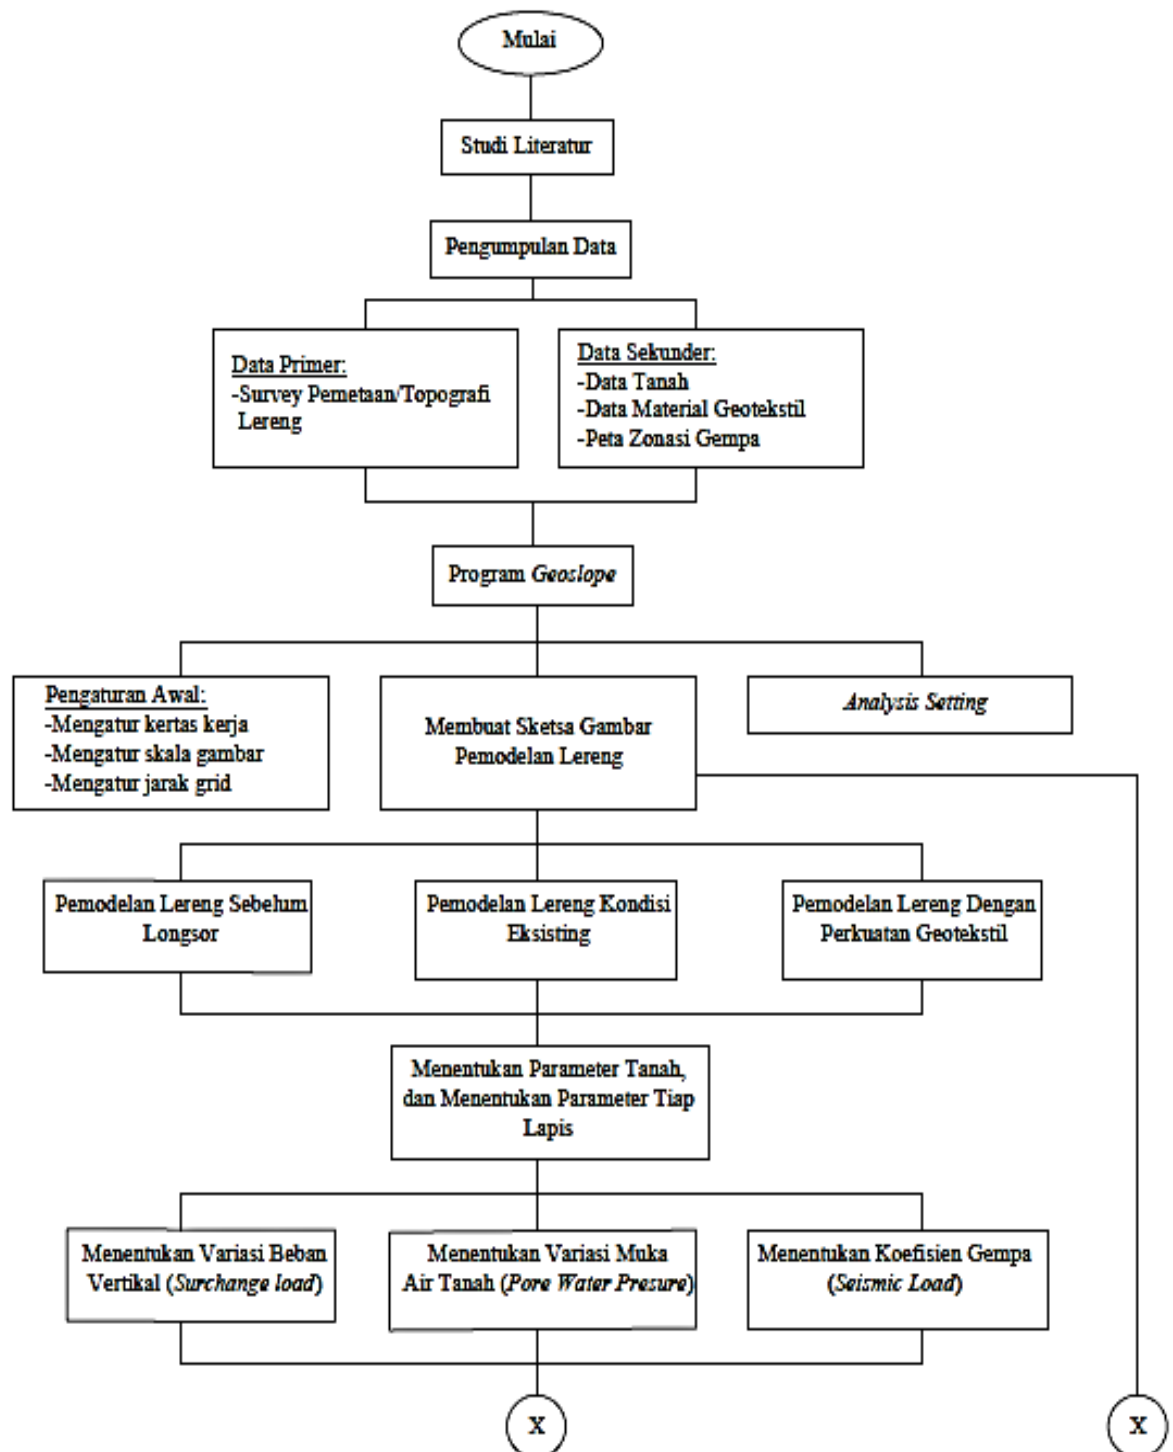 Mulai
Studi Literatur
Pengumpulan Data
Data Primer:
-Survey Pemetaan/Topografi
Lereng
Data Sekunder:
-Data Tanah
-Data Material Geotekstil
-Peta Zonasi Gempa
Program Geoslope
Pengaturan Awal:
-Mengatur kertas kerja
-Mengatur skala gambar
-Mengatur jarak grid
Membuat Sketsa Gambar
Pemodelan Lereng
Analysis Setting
Pemodelan Lereng Sebelum
Longsor
Pemodelan Lereng Kondisi
Eksisting
Pemodelan Lereng Dengan
Perkuatan Geotekstil
Menentukan Parameter Tanah,
dan Menentukan Parameter Tiap
Lapis
Menentukan Variasi Beban
Vertikal (Surchange load)
Menentukan Variasi Muka
Air Tanah (Pore Water Presure)
Menentukan Koefisien Gempa
(Seismic Load)
X
X